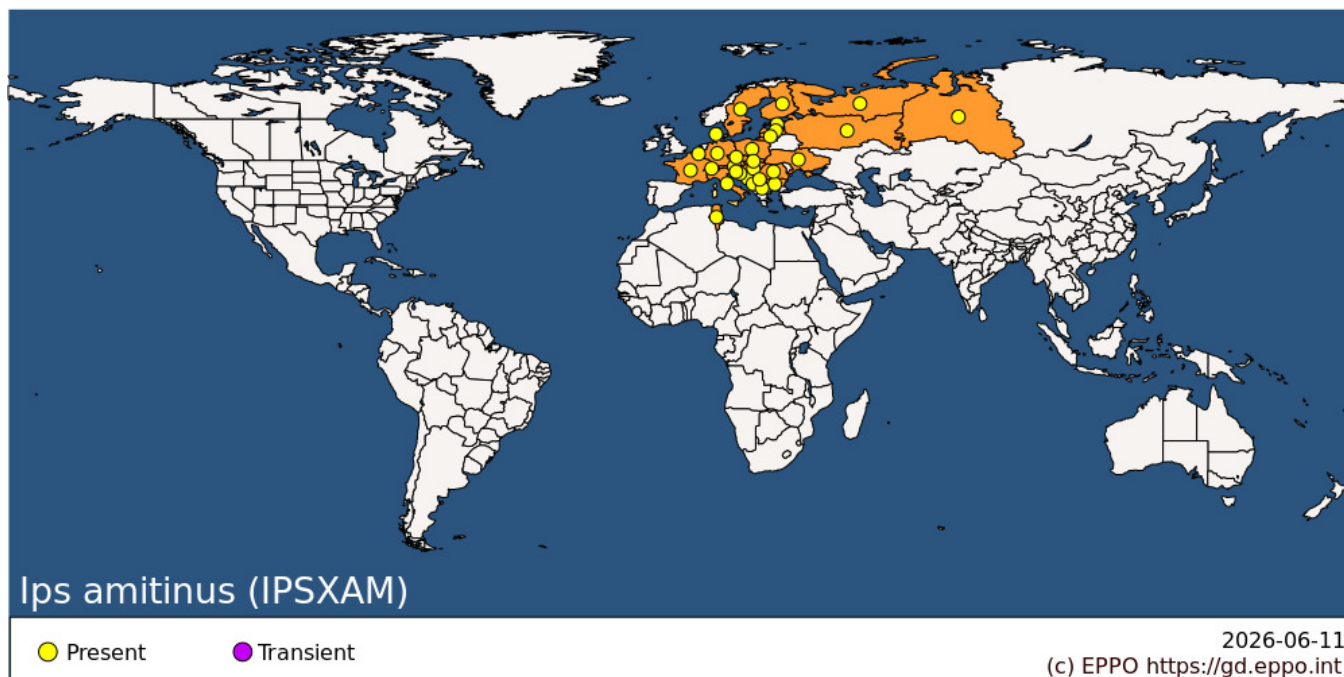 Ips amitinus (IPSXAM)
Present
Transient
2026-06-11
(c) EPPO https://gd.eppo.int